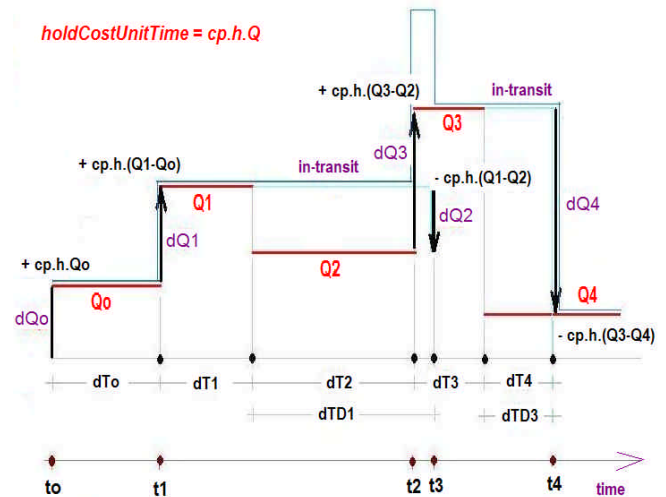 holdCostUnitTime = cp.h.Q
+ cp.h.(Q3-Q2)
in-transit
Q3
+ cp.h.(Q1-Qo)
in-transit
dQ3
- cp.h.(Q1-Q2)
Q1
dQ1
dQ2
dQ4
+ cp.h.Qo
Q2
Qo
Q4
dQo
- cp.h.(Q3-Q4)
dTo
dT1
dT2
dT3
dT4
dTD1
dTD3
to
t1
t2
t3
t4
time